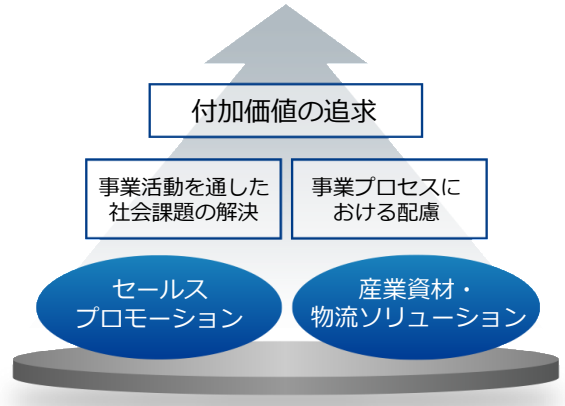 付加価値の追求
事業活動を通した
社会課題の解決
事業プロセスに
おける配慮
セールス
プロモーション
産業資材・
物流ソリューション